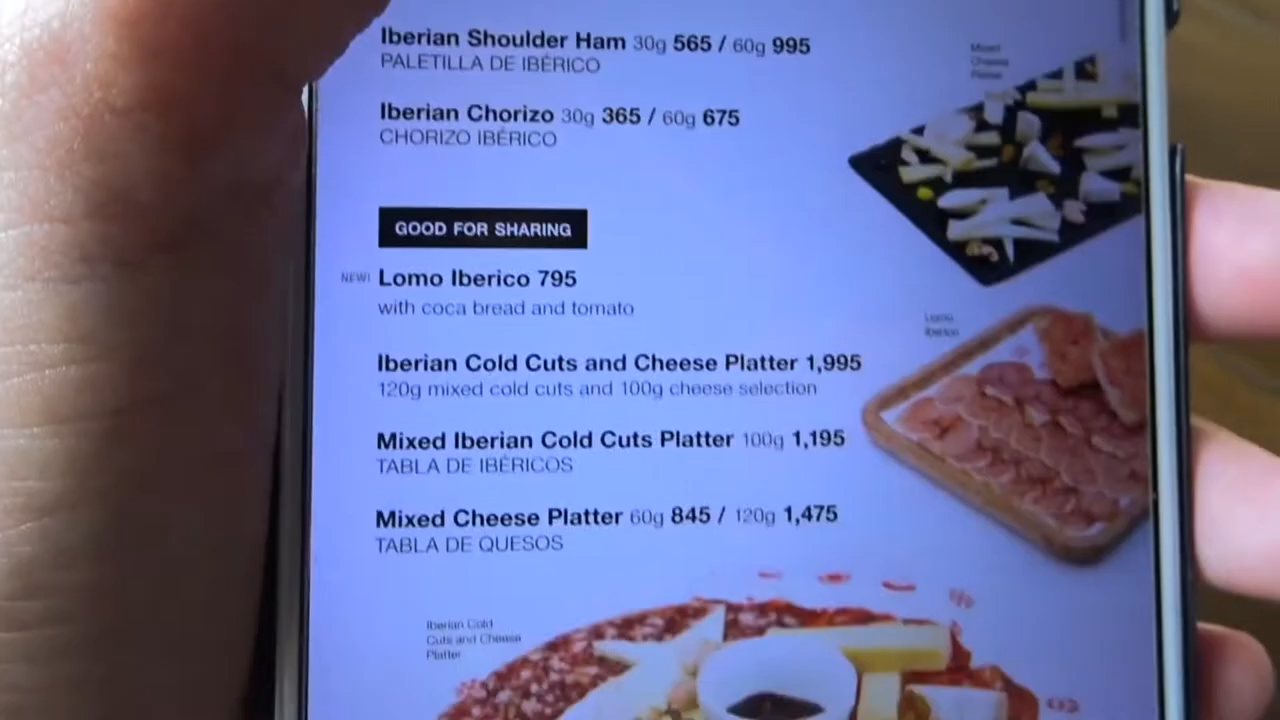 Iberian Shoulder Ham 30g 565 / 60g 995
PALETILLA DE IBÉRICO
Iberian Chorizo 30g 365 / 60g 675
CHORIZO IBÉRICO
Mixed
Cheese
Platter
GOOD FOR SHARING
NEW! Lomo Iberico 795
with coca bread and tomato
Lomo
Iberico
Iberian Cold Cuts and Cheese Platter 1,995
120g mixed cold cuts and 100g cheese selection
Mixed Iberian Cold Cuts Platter 100g 1,195
TABLA DE IBÉRICOS
Mixed Cheese Platter 60g 845 / 120g 1,475
TABLA DE QUESOS
Iberian Cold
Cuts and Cheese
Platter